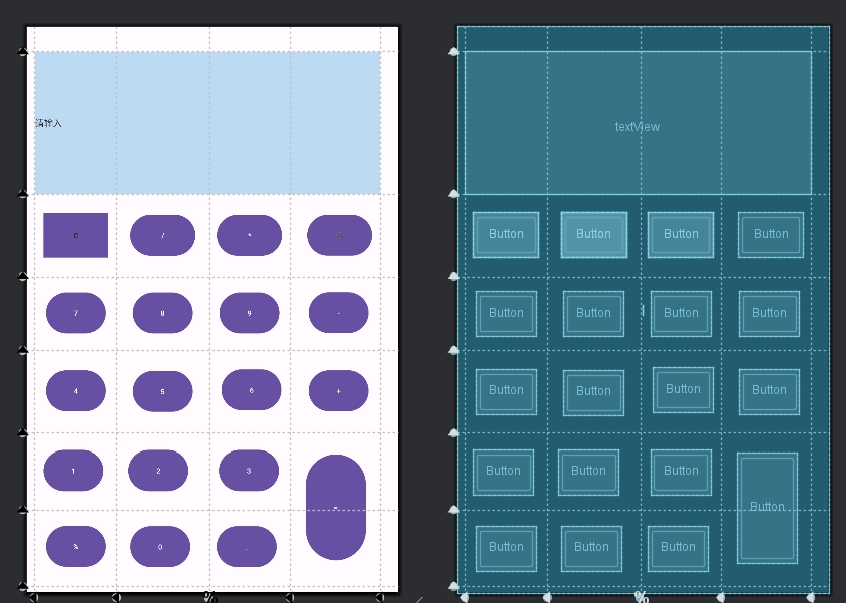 请输入
textView
C / *
Button Button Button Button
7 8 9 -
Button Button Button Button
4 5 6 +
Button Button Button Button
1 2 3
Button Button Button
=
Button
% 0 .
Button Button Button
% %